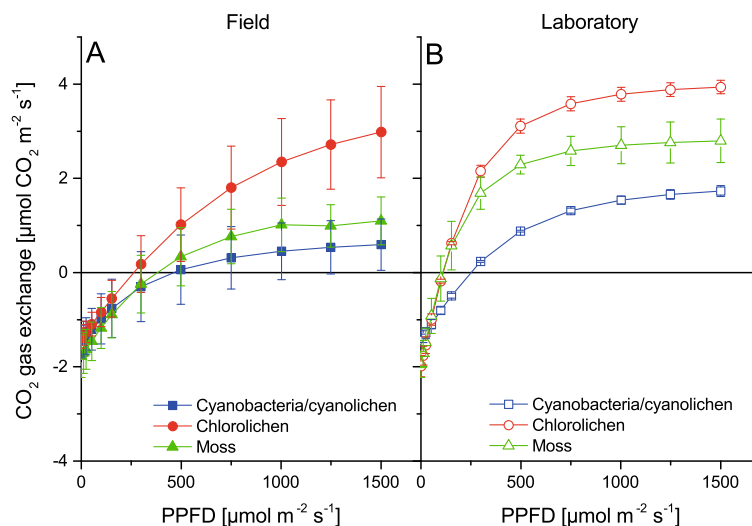 Field
Laboratory
A
B
CO₂ gas exchange [µmol CO₂ m⁻² s⁻¹]
4
2
0
-2
-4
Cyanobacteria/cyanolichen
Chlorolichen
Moss
Cyanobacteria/cyanolichen
Chlorolichen
Moss
0 500 1000 1500
0 500 1000 1500
PPFD [µmol m⁻² s⁻¹]
PPFD [µmol m⁻² s⁻¹]